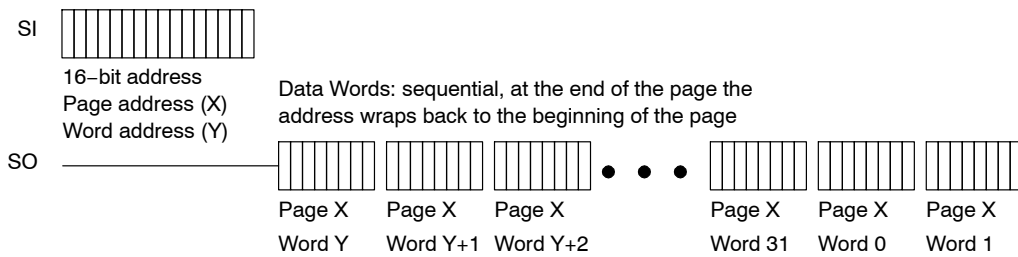 SI
16−bit address
Page address (X)
Word address (Y)
Data Words: sequential, at the end of the page the
address wraps back to the beginning of the page
SO
Page X Page X Page X Page X Page X Page X
Word Y Word Y+1 Word Y+2 Word 31 Word 0 Word 1